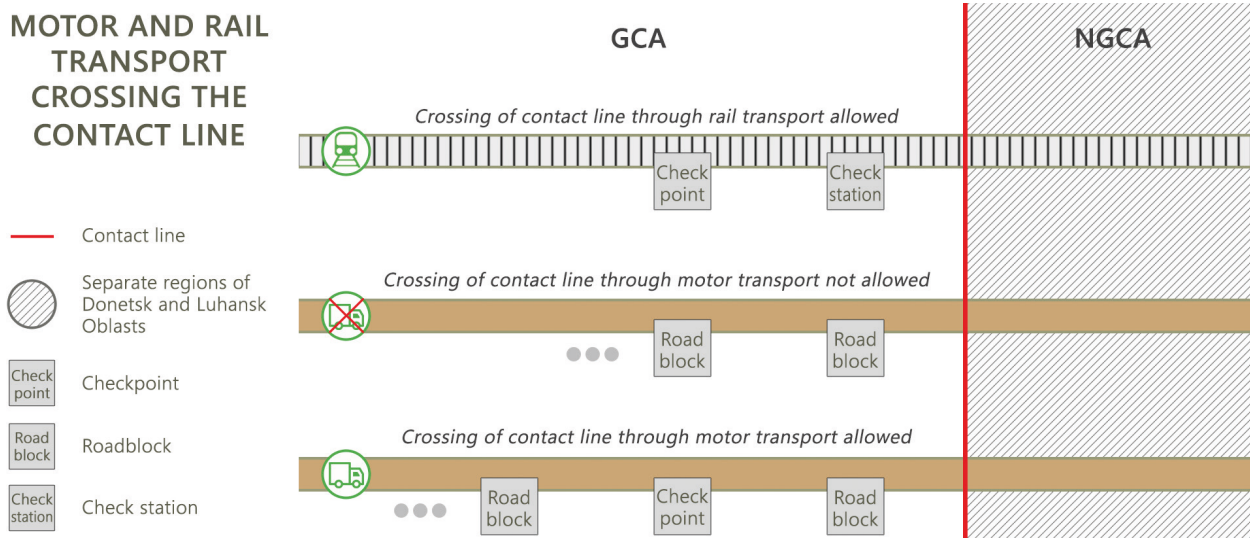 MOTOR AND RAIL
TRANSPORT
CROSSING THE
CONTACT LINE
Contact line
Separate regions of
Donetsk and Luhansk
Oblasts
Check
point
Checkpoint
Road
block
Roadblock
Check
station
Check station
GCA
NGCA
Crossing of contact line through rail transport allowed
Check
point
Check
station
Crossing of contact line through motor transport not allowed
Road
block
Road
block
Crossing of contact line through motor transport allowed
Road
block
Check
point
Road
block